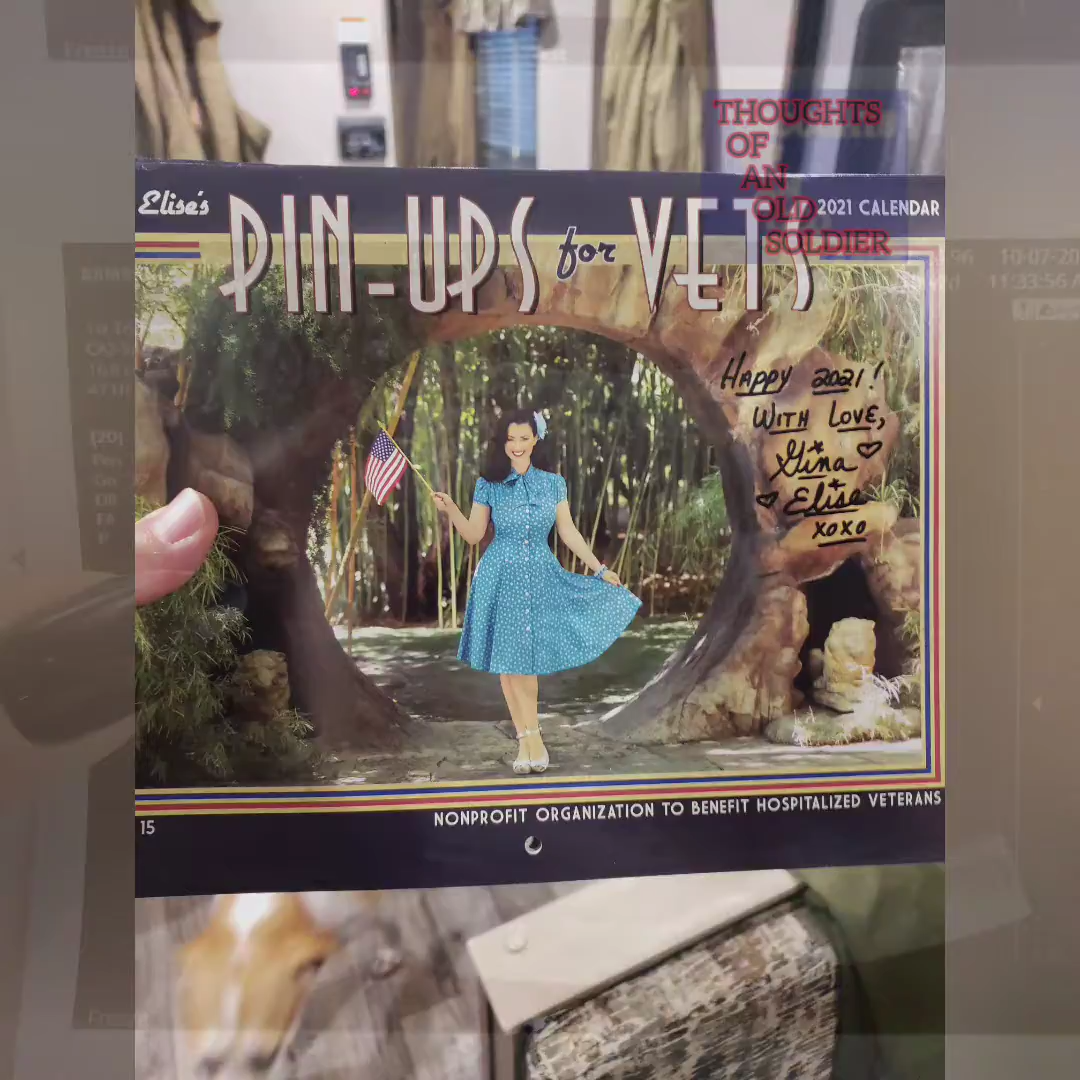 THOUGHTS
OF
AN
OLD
SOLDIER
Elise's
PIN-UPS for VETS
2021 CALENDAR
HAPPY 2021!
WITH LOVE,
Gina
+
Elise
XOXO
NONPROFIT ORGANIZATION TO BENEFIT HOSPITALIZED VETERANS
15